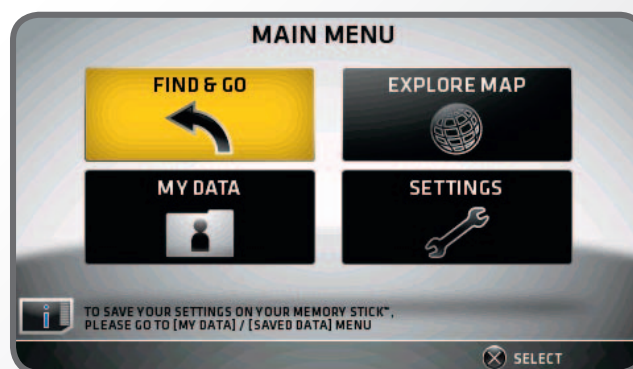 MAIN MENU
FIND & GO
EXPLORE MAP
MY DATA
SETTINGS
TO SAVE YOUR SETTINGS ON YOUR MEMORY STICK™,
PLEASE GO TO [MY DATA] / [SAVED DATA] MENU
SELECT